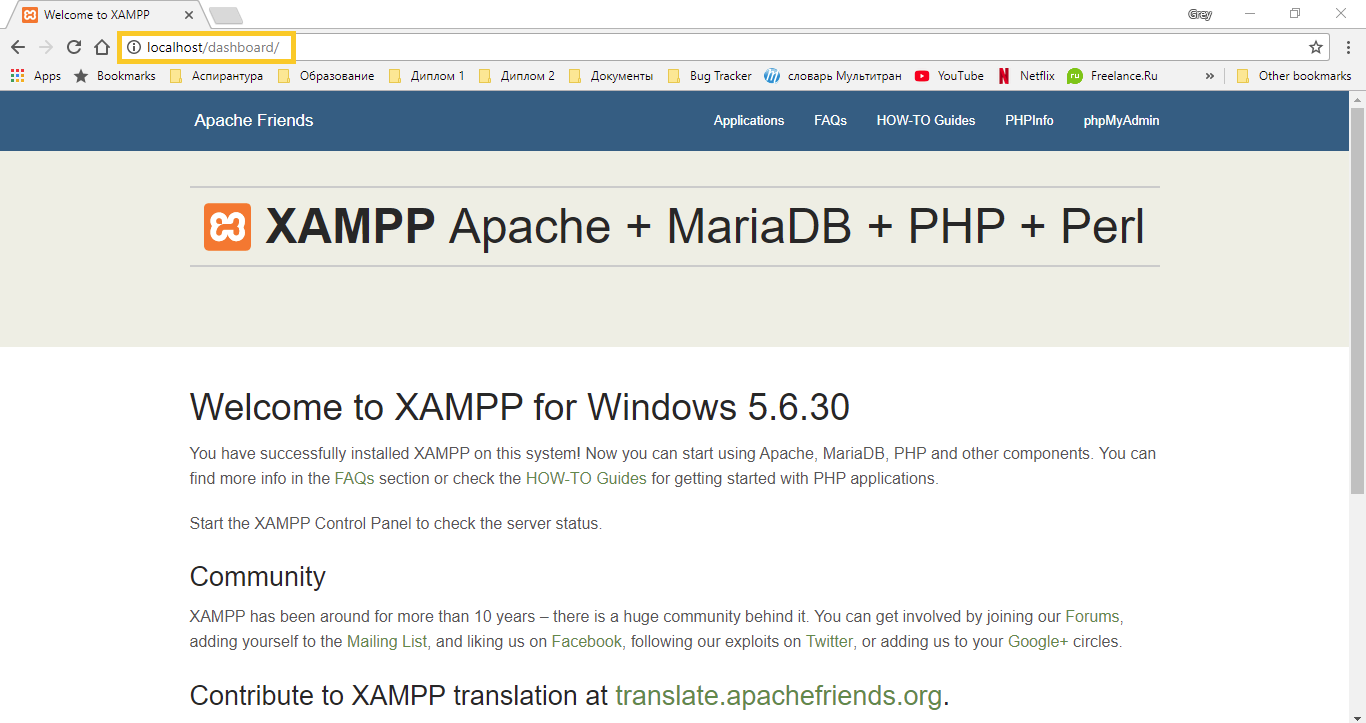 Welcome to XAMPP
Grey
localhost/dashboard/
Apps Bookmarks Аспирантура Образование Диплом 1 Диплом 2 Документы Bug Tracker словарь Мультитран YouTube Netflix ru Freelance.Ru » Other bookmarks
Apache Friends Applications FAQs HOW-TO Guides PHPInfo phpMyAdmin
XAMPP Apache + MariaDB + PHP + Perl
Welcome to XAMPP for Windows 5.6.30
You have successfully installed XAMPP on this system! Now you can start using Apache, MariaDB, PHP and other components. You can
find more info in the FAQs section or check the HOW-TO Guides for getting started with PHP applications.
Start the XAMPP Control Panel to check the server status.
Community
XAMPP has been around for more than 10 years – there is a huge community behind it. You can get involved by joining our Forums,
adding yourself to the Mailing List, and liking us on Facebook, following our exploits on Twitter, or adding us to your Google+ circles.
Contribute to XAMPP translation at translate.apachefriends.org.